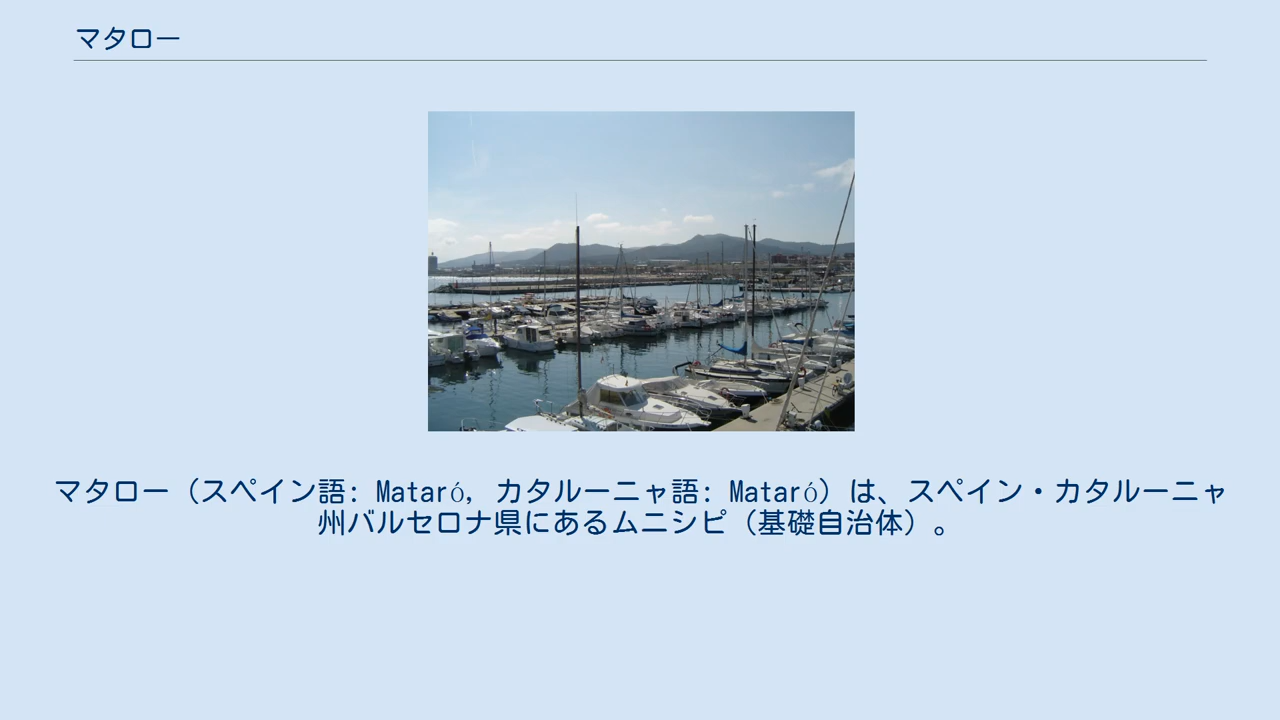 マタロー
マタロー（スペイン語: Mataró, カタルーニャ語: Mataró）は、スペイン・カタルーニャ
州バルセロナ県にあるムニシピ（基礎自治体）。